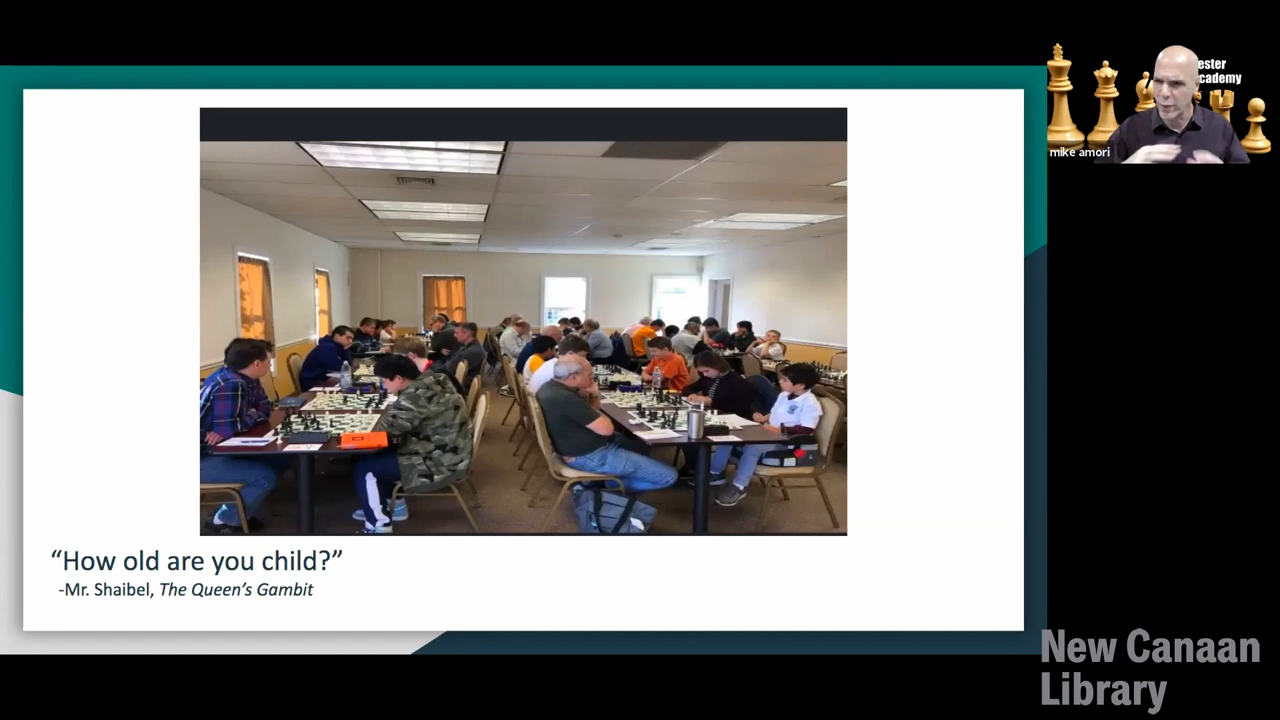 “How old are you child?”
-Mr. Shaibel, The Queen’s Gambit
ester
cademy
mike amori
New Canaan
Library